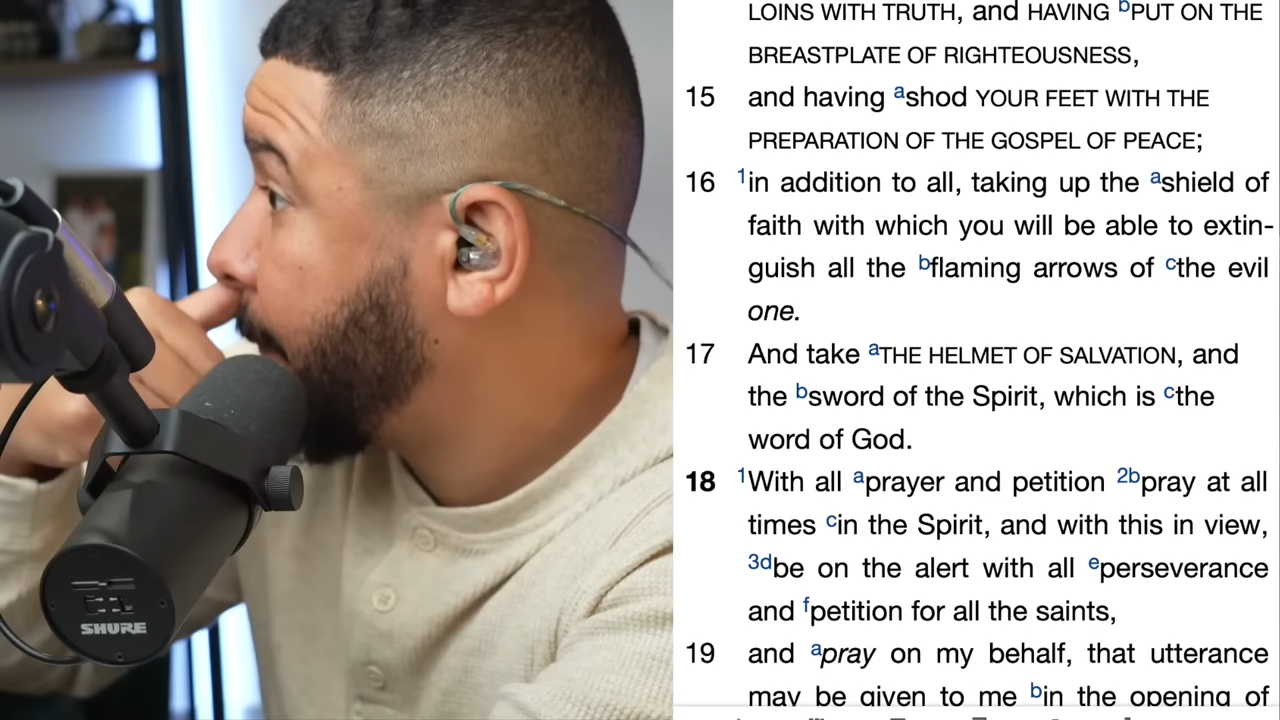 LOINS WITH TRUTH, and HAVING bPUT ON THE
BREASTPLATE OF RIGHTEOUSNESS,
15 and having ashod YOUR FEET WITH THE
PREPARATION OF THE GOSPEL OF PEACE;
16 1in addition to all, taking up the ashield of
faith with which you will be able to extin-
guish all the bflaming arrows of cthe evil
one.
17 And take aTHE HELMET OF SALVATION, and
the bsword of the Spirit, which is cthe
word of God.
18 1With all aprayer and petition 2bpray at all
times cin the Spirit, and with this in view,
3dbe on the alert with all eperseverance
and fpetition for all the saints,
19 and apray on my behalf, that utterance
may be given to me bin the opening of
SHURE